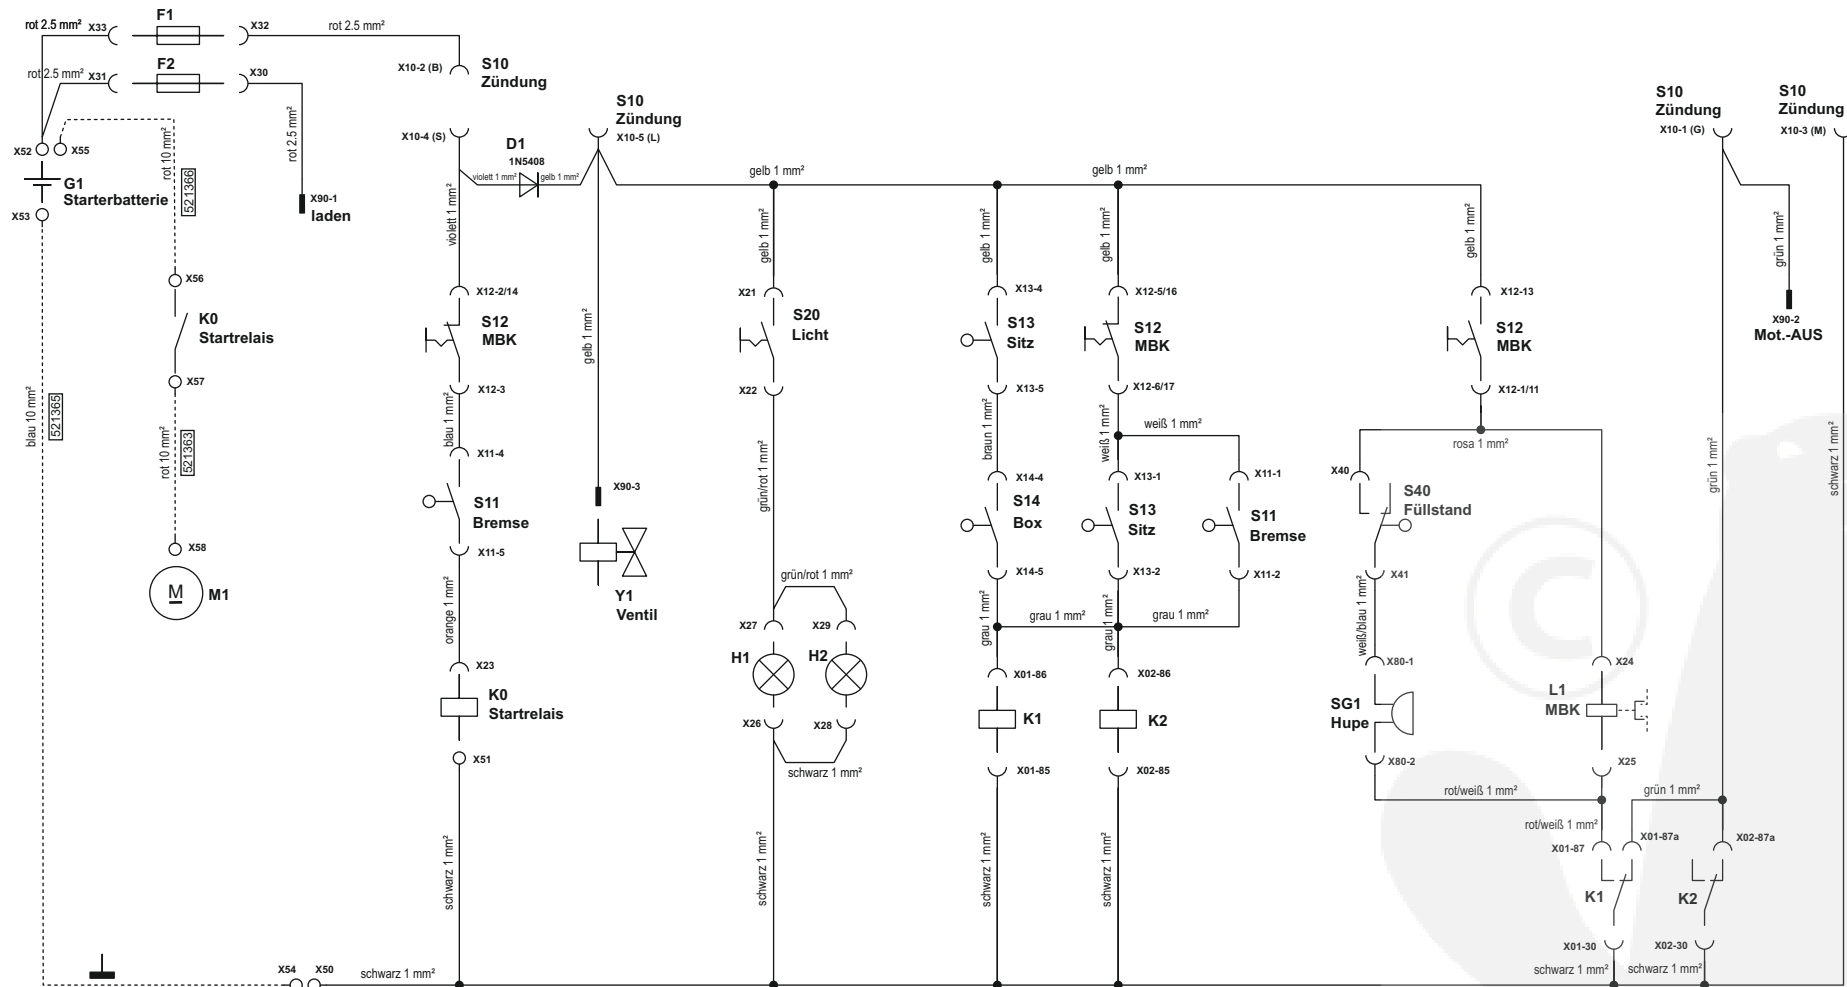 rot 2.5 mm² X33 F1 X32 rot 2.5 mm²
X10-2 (B) S10
Zündung
rot 2.5 mm² X31 F2 X30
rot 2.5 mm²
X90-1
laden
X52 X55
G1
Starterbatterie
X53
rot 10 mm²
521366
X56
K0
Startrelais
X57
rot 10 mm²
521363
X58
M M1
blau 10 mm²
521365
X54 X50 schwarz 1 mm²
X10-4 (S)
D1
1N5408
violett 1 mm² gelb 1 mm²
violett 1 mm²
X12-2/14
S12
MBK
X12-3
blau 1 mm²
X11-4
S11
Bremse
X11-5
orange 1 mm²
X23
K0
Startrelais
X51
schwarz 1 mm²
S10
Zündung
X10-5 (L)
gelb 1 mm²
X90-3
Y1
Ventil
gelb 1 mm²
gelb 1 mm²
gelb 1 mm²
X21
S20
Licht
X22
grün/rot 1 mm²
grün/rot 1 mm²
X27 X29
H1 H2
X26 X28
schwarz 1 mm²
schwarz 1 mm²
gelb 1 mm²
X13-4
S13
Sitz
X13-5
braun 1 mm²
X14-4
S14
Box
X14-5
grau 1 mm²
grau 1 mm²
X01-86
K1
X01-85
schwarz 1 mm²
gelb 1 mm²
X12-5/16
S12
MBK
X12-6/17
weiß 1 mm²
weiß 1 mm²
X13-1
S13
Sitz
X13-2
grau 1 mm²
grau 1 mm²
X02-86
K2
X02-85
schwarz 1 mm²
X11-1
S11
Bremse
X11-2
gelb 1 mm²
X12-13
S12
MBK
X12-1/11
rosa 1 mm²
X40
S40
Füllstand
X41
weiß/blau 1 mm²
X80-1
SG1
Hupe
X80-2
rot/weiß 1 mm²
X24
L1
MBK
X25
rot/weiß 1 mm²
S10
Zündung
X10-1 (G)
grün 1 mm²
X90-2
Mot.-AUS
grün 1 mm²
grün 1 mm²
X01-87 X01-87a X02-87a
K1 K2
X01-30 X02-30
schwarz 1 mm² schwarz 1 mm²
S10
Zündung
X10-3 (M)
schwarz 1 mm²
©